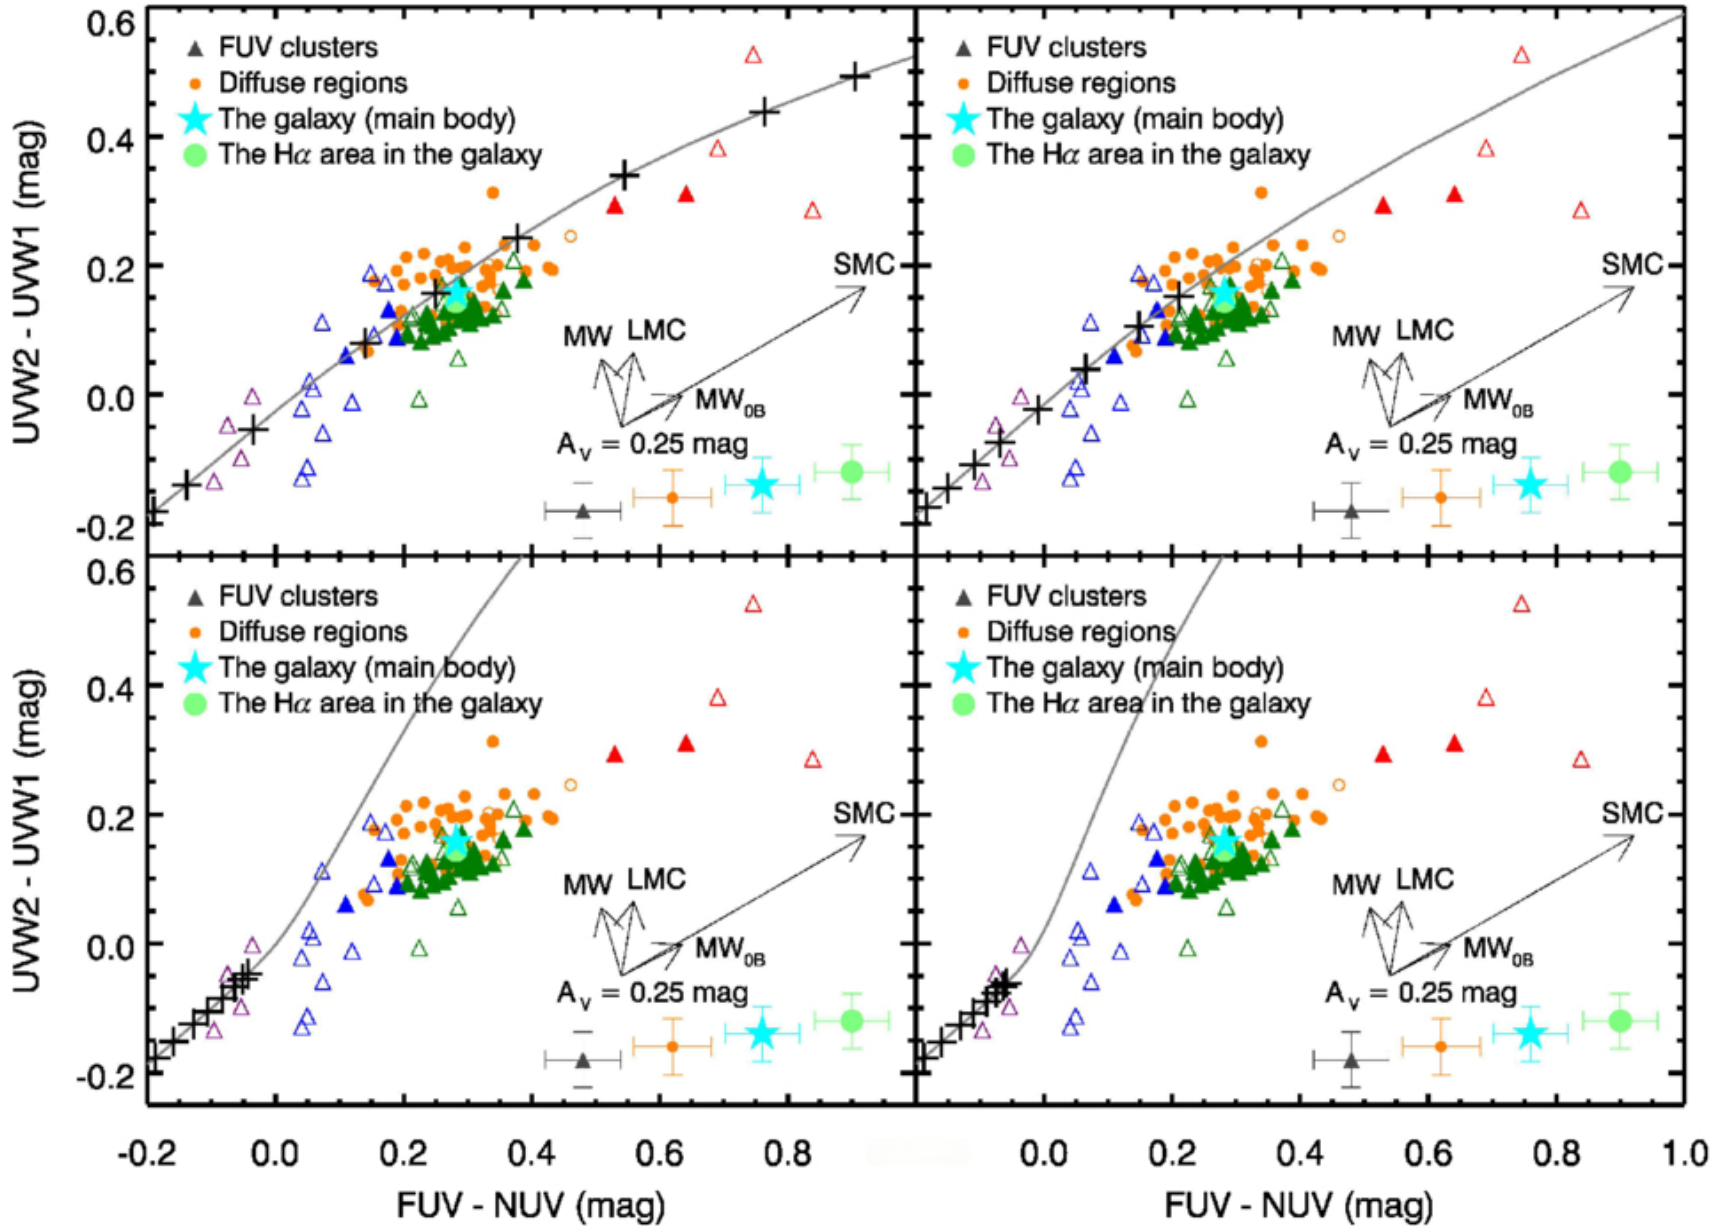 0.6
0.4
0.2
0.0
-0.2
UVW2 - UVW1 (mag)
FUV clusters
Diffuse regions
The galaxy (main body)
The Hα area in the galaxy
SMC
MW LMC
MW0B
Av = 0.25 mag
FUV clusters
Diffuse regions
The galaxy (main body)
The Hα area in the galaxy
SMC
MW LMC
MW0B
Av = 0.25 mag
0.6
0.4
0.2
0.0
-0.2
UVW2 - UVW1 (mag)
FUV clusters
Diffuse regions
The galaxy (main body)
The Hα area in the galaxy
SMC
MW LMC
MW0B
Av = 0.25 mag
FUV clusters
Diffuse regions
The galaxy (main body)
The Hα area in the galaxy
SMC
MW LMC
MW0B
Av = 0.25 mag
-0.2 0.0 0.2 0.4 0.6 0.8
0.0 0.2 0.4 0.6 0.8 1.0
FUV - NUV (mag)
FUV - NUV (mag)